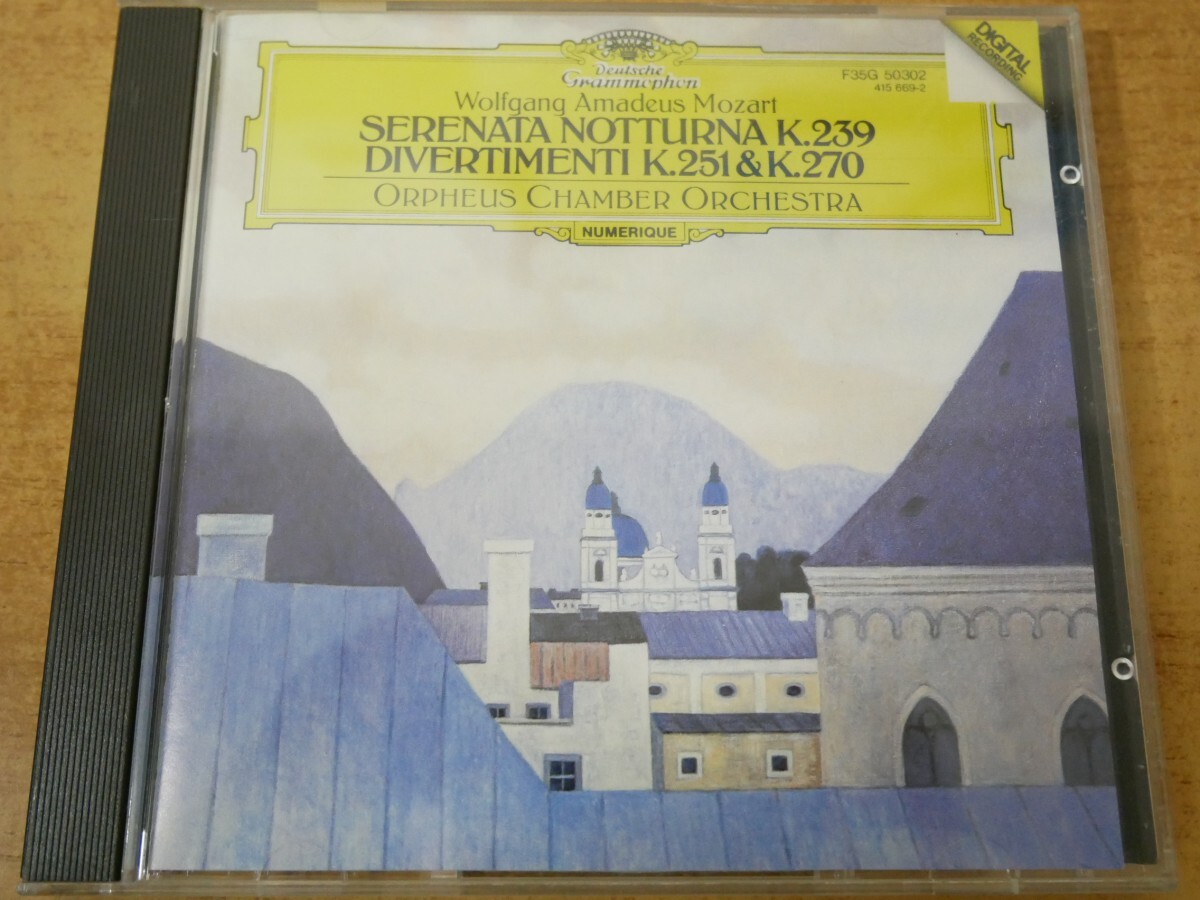 Deutsche
Grammophon
DIGITAL
RECORDING
F35G 50302
415 669-2
Wolfgang Amadeus Mozart
SERENATA NOTTURNA K.239
DIVERTIMENTI K.251 & K.270
ORPHEUS CHAMBER ORCHESTRA
NUMERIQUE